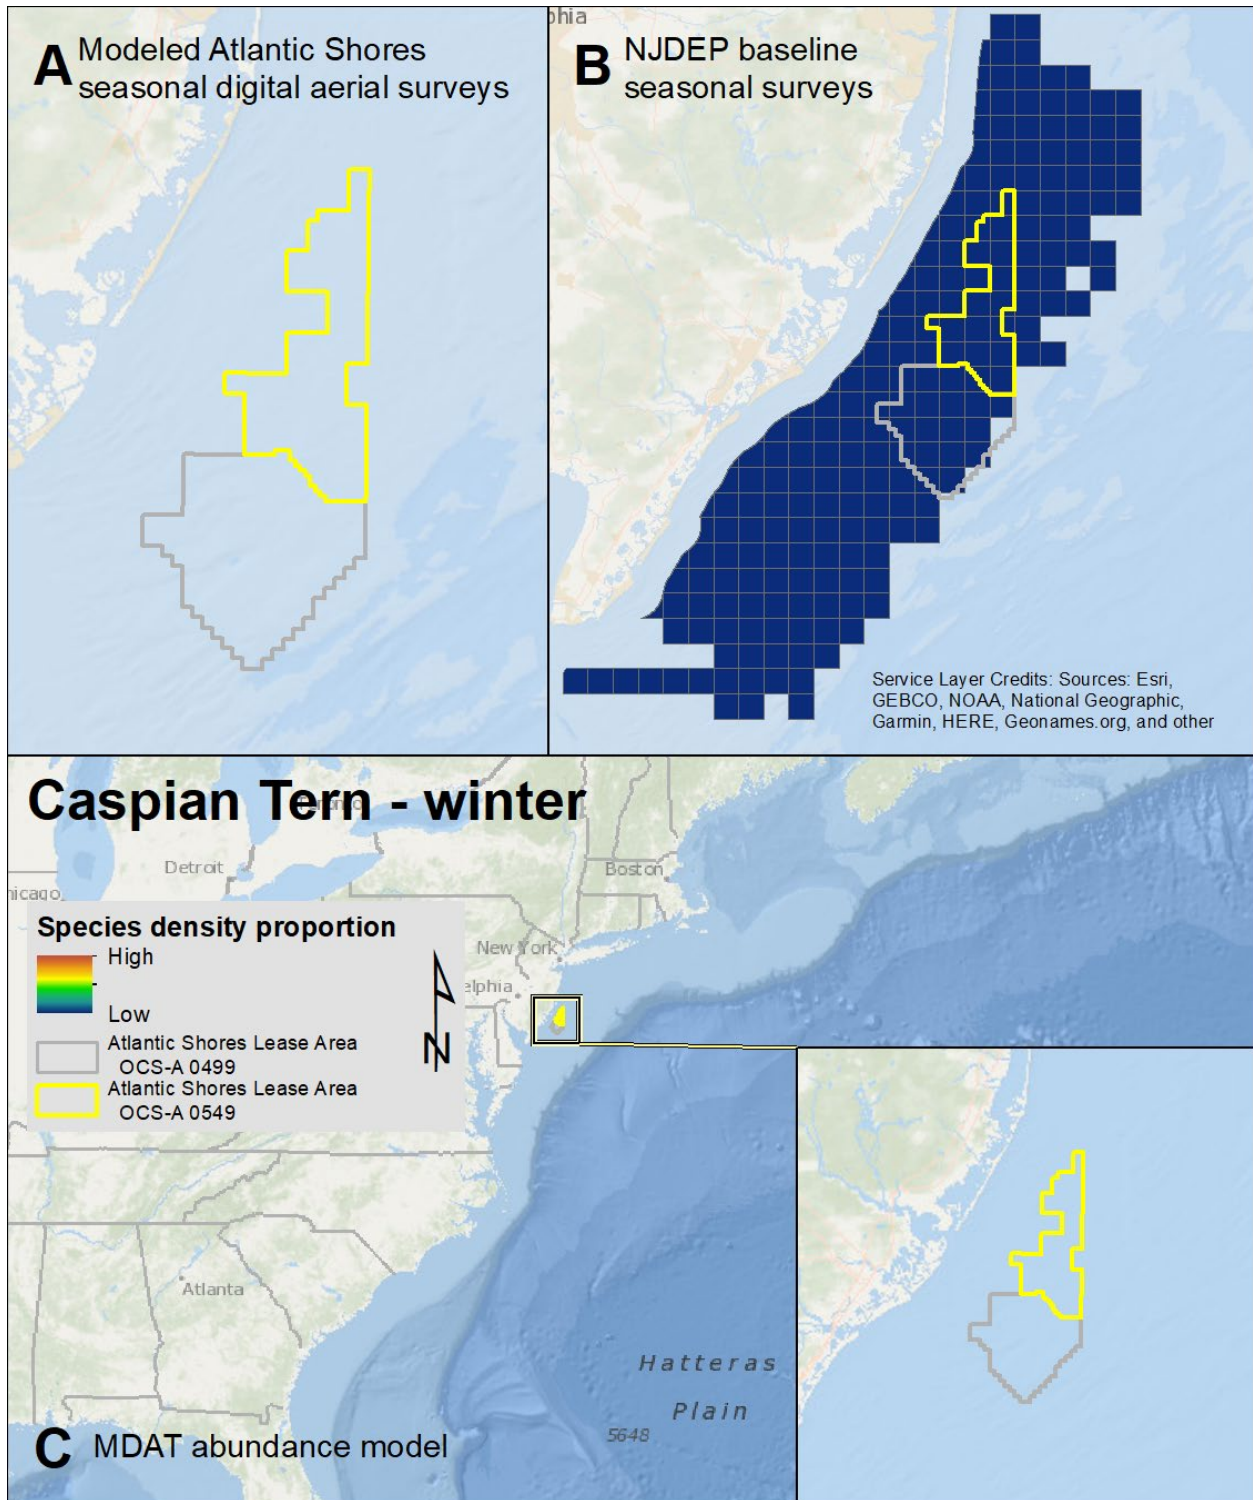 phia
A Modeled Atlantic Shores
seasonal digital aerial surveys
B NJDEP baseline
seasonal surveys
Service Layer Credits: Sources: Esri,
GEBCO, NOAA, National Geographic,
Garmin, HERE, Geonames.org, and other
Caspian Tern - winter
Toronto
Detroit
hicago
Boston
Species density proportion
High
Low
Atlantic Shores Lease Area
OCS-A 0499
Atlantic Shores Lease Area
OCS-A 0549
N
New York
elphia
Atlanta
Hatteras
Plain
5648
C MDAT abundance model